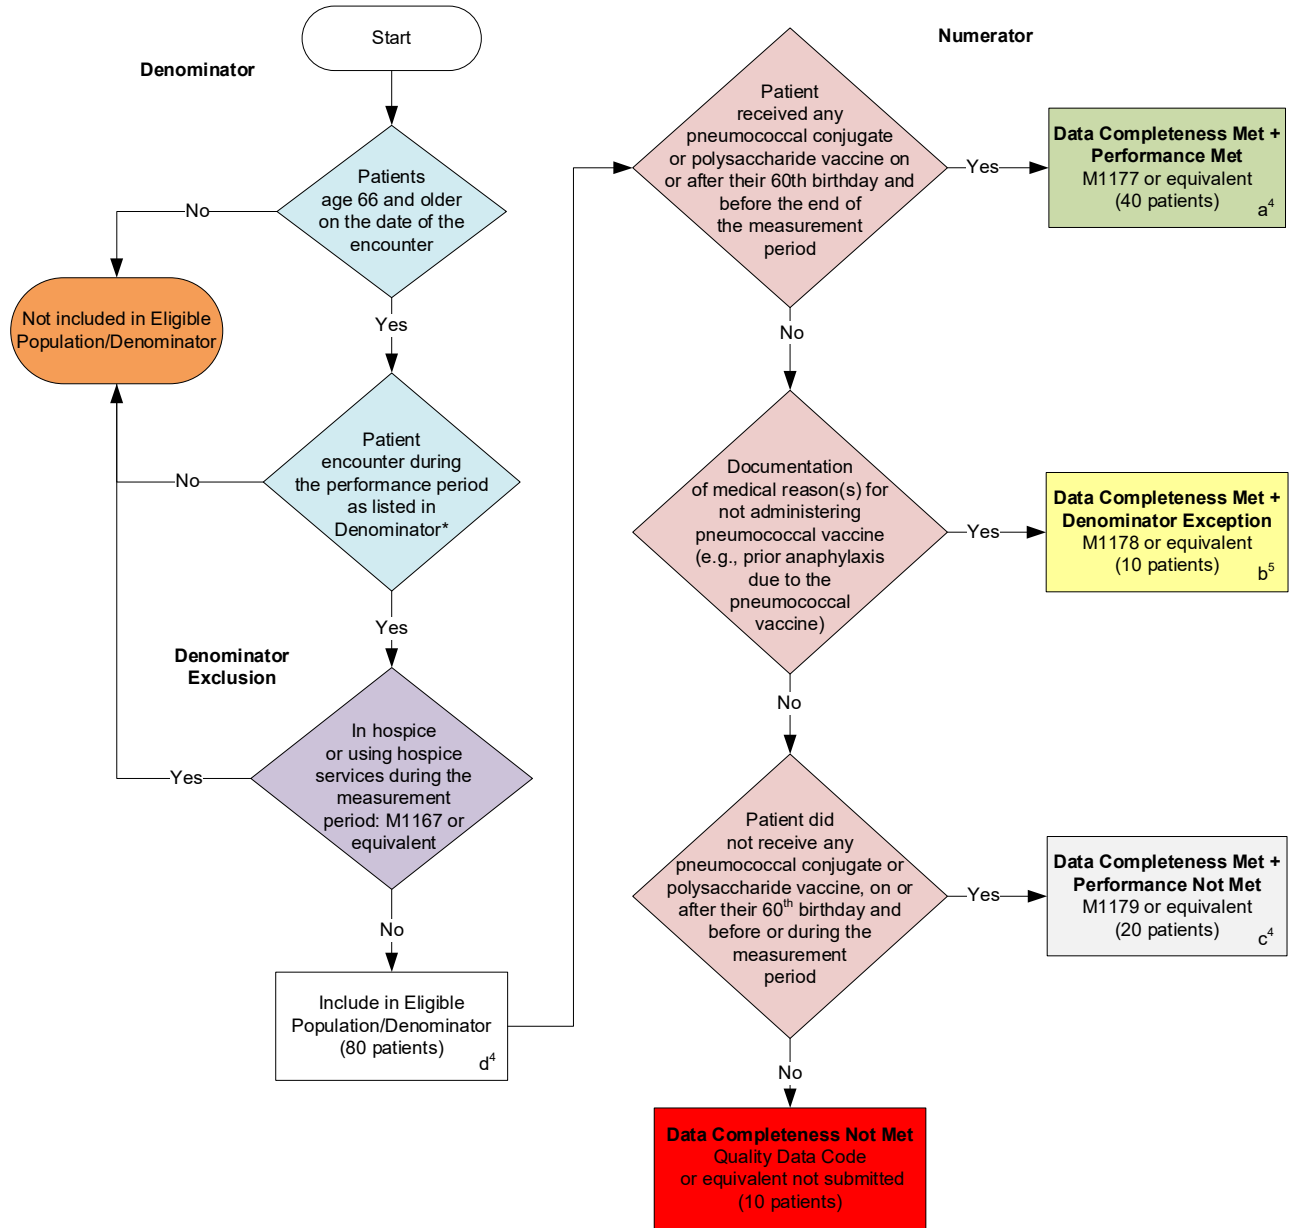 Start
Denominator
Patients
age 66 and older
on the date of the
encounter
No
Not included in Eligible
Population/Denominator
Yes
Patient
encounter during
the performance period
as listed in
Denominator*
No
Yes
Denominator
Exclusion
In hospice
or using hospice
services during the
measurement
period: M1167 or
equivalent
Yes
No
Include in Eligible
Population/Denominator
(80 patients)
d⁴
Numerator
Patient
received any
pneumococcal conjugate
or polysaccharide vaccine on
or after their 60th birthday and
before the end of
the measurement
period
Yes
Data Completeness Met +
Performance Met
M1177 or equivalent
(40 patients)
a⁴
No
Documentation
of medical reason(s) for
not administering
pneumococcal vaccine
(e.g., prior anaphylaxis
due to the
pneumococcal
vaccine)
Yes
Data Completeness Met +
Denominator Exception
M1178 or equivalent
(10 patients)
b⁵
No
Patient did
not receive any
pneumococcal conjugate or
polysaccharide vaccine, on or
after their 60th birthday and
before or during the
measurement
period
Yes
Data Completeness Met +
Performance Not Met
M1179 or equivalent
(20 patients)
c⁴
No
Data Completeness Not Met
Quality Data Code
or equivalent not submitted
(10 patients)